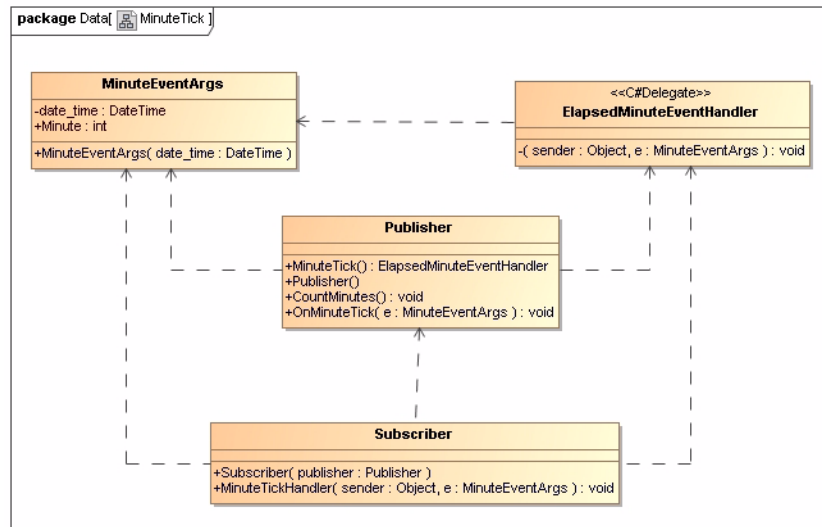 package Data[ MinuteTick ]
MinuteEventArgs
-date_time : DateTime
+Minute : int
+MinuteEventArgs( date_time : DateTime )
<<C#Delegate>>
ElapsedMinuteEventHandler
-( sender : Object, e : MinuteEventArgs ) : void
Publisher
+MinuteTick() : ElapsedMinuteEventHandler
+Publisher()
+CountMinutes() : void
+OnMinuteTick( e : MinuteEventArgs ) : void
Subscriber
+Subscriber( publisher : Publisher )
+MinuteTickHandler( sender : Object, e : MinuteEventArgs ) : void